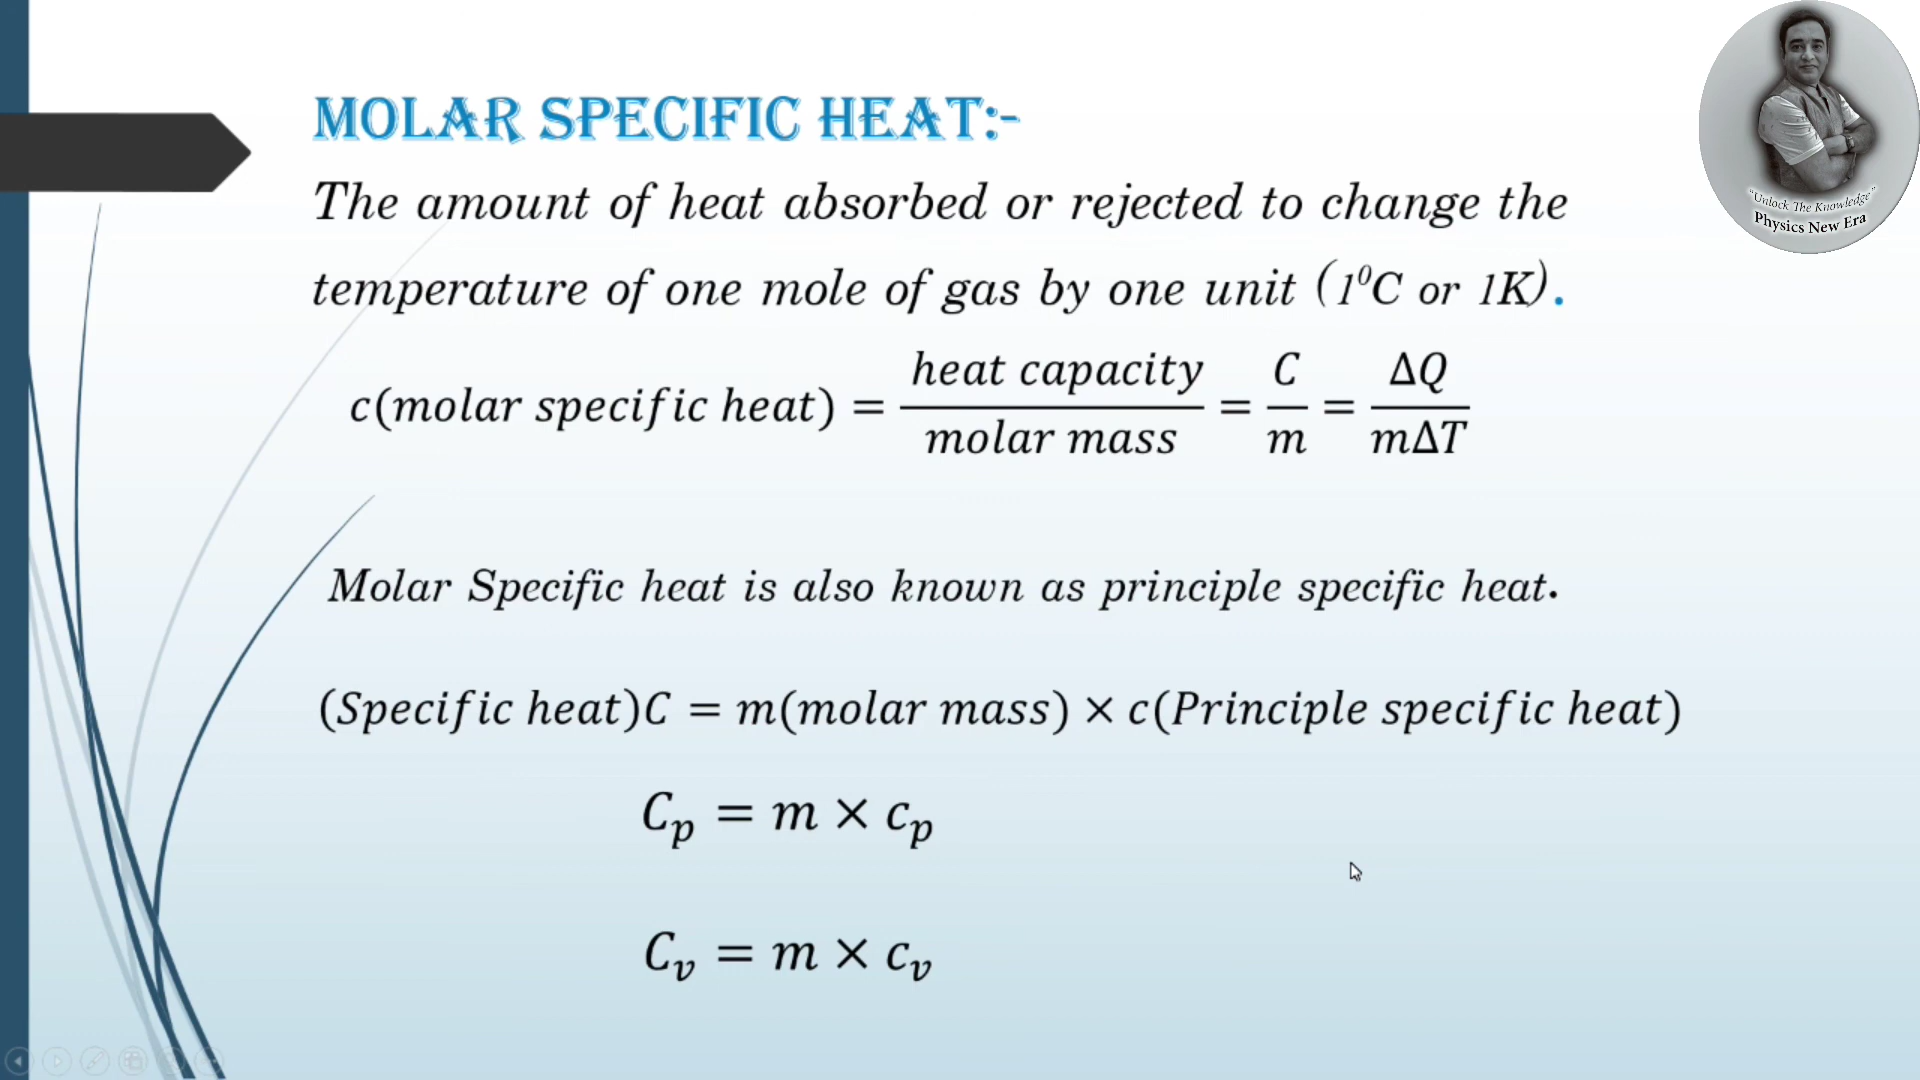 MOLAR SPECIFIC HEAT:-
The amount of heat absorbed or rejected to change the
temperature of one mole of gas by one unit (1⁰C or 1K).
c(molar specific heat) = heat capacity / molar mass = C / m = ΔQ / mΔT
Molar Specific heat is also known as principle specific heat.
(Specific heat)C = m(molar mass) × c(Principle specific heat)
Cₚ = m × cₚ
Cᵥ = m × cᵥ
"Unlock The Knowledge"
Physics New Era